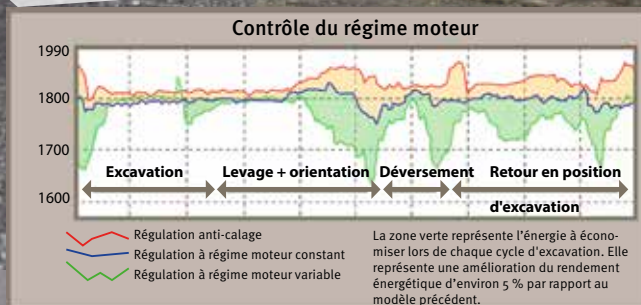 Contrôle du régime moteur
1990
1800
1700
1600
Excavation
Levage + orientation
Déversement
Retour en position
d'excavation
Régulation anti-calage
Régulation à régime moteur constant
Régulation à régime moteur variable
La zone verte représente l'énergie à écono-
miser lors de chaque cycle d'excavation. Elle
représente une amélioration du rendement
énergétique d'environ 5 % par rapport au
modèle précédent.